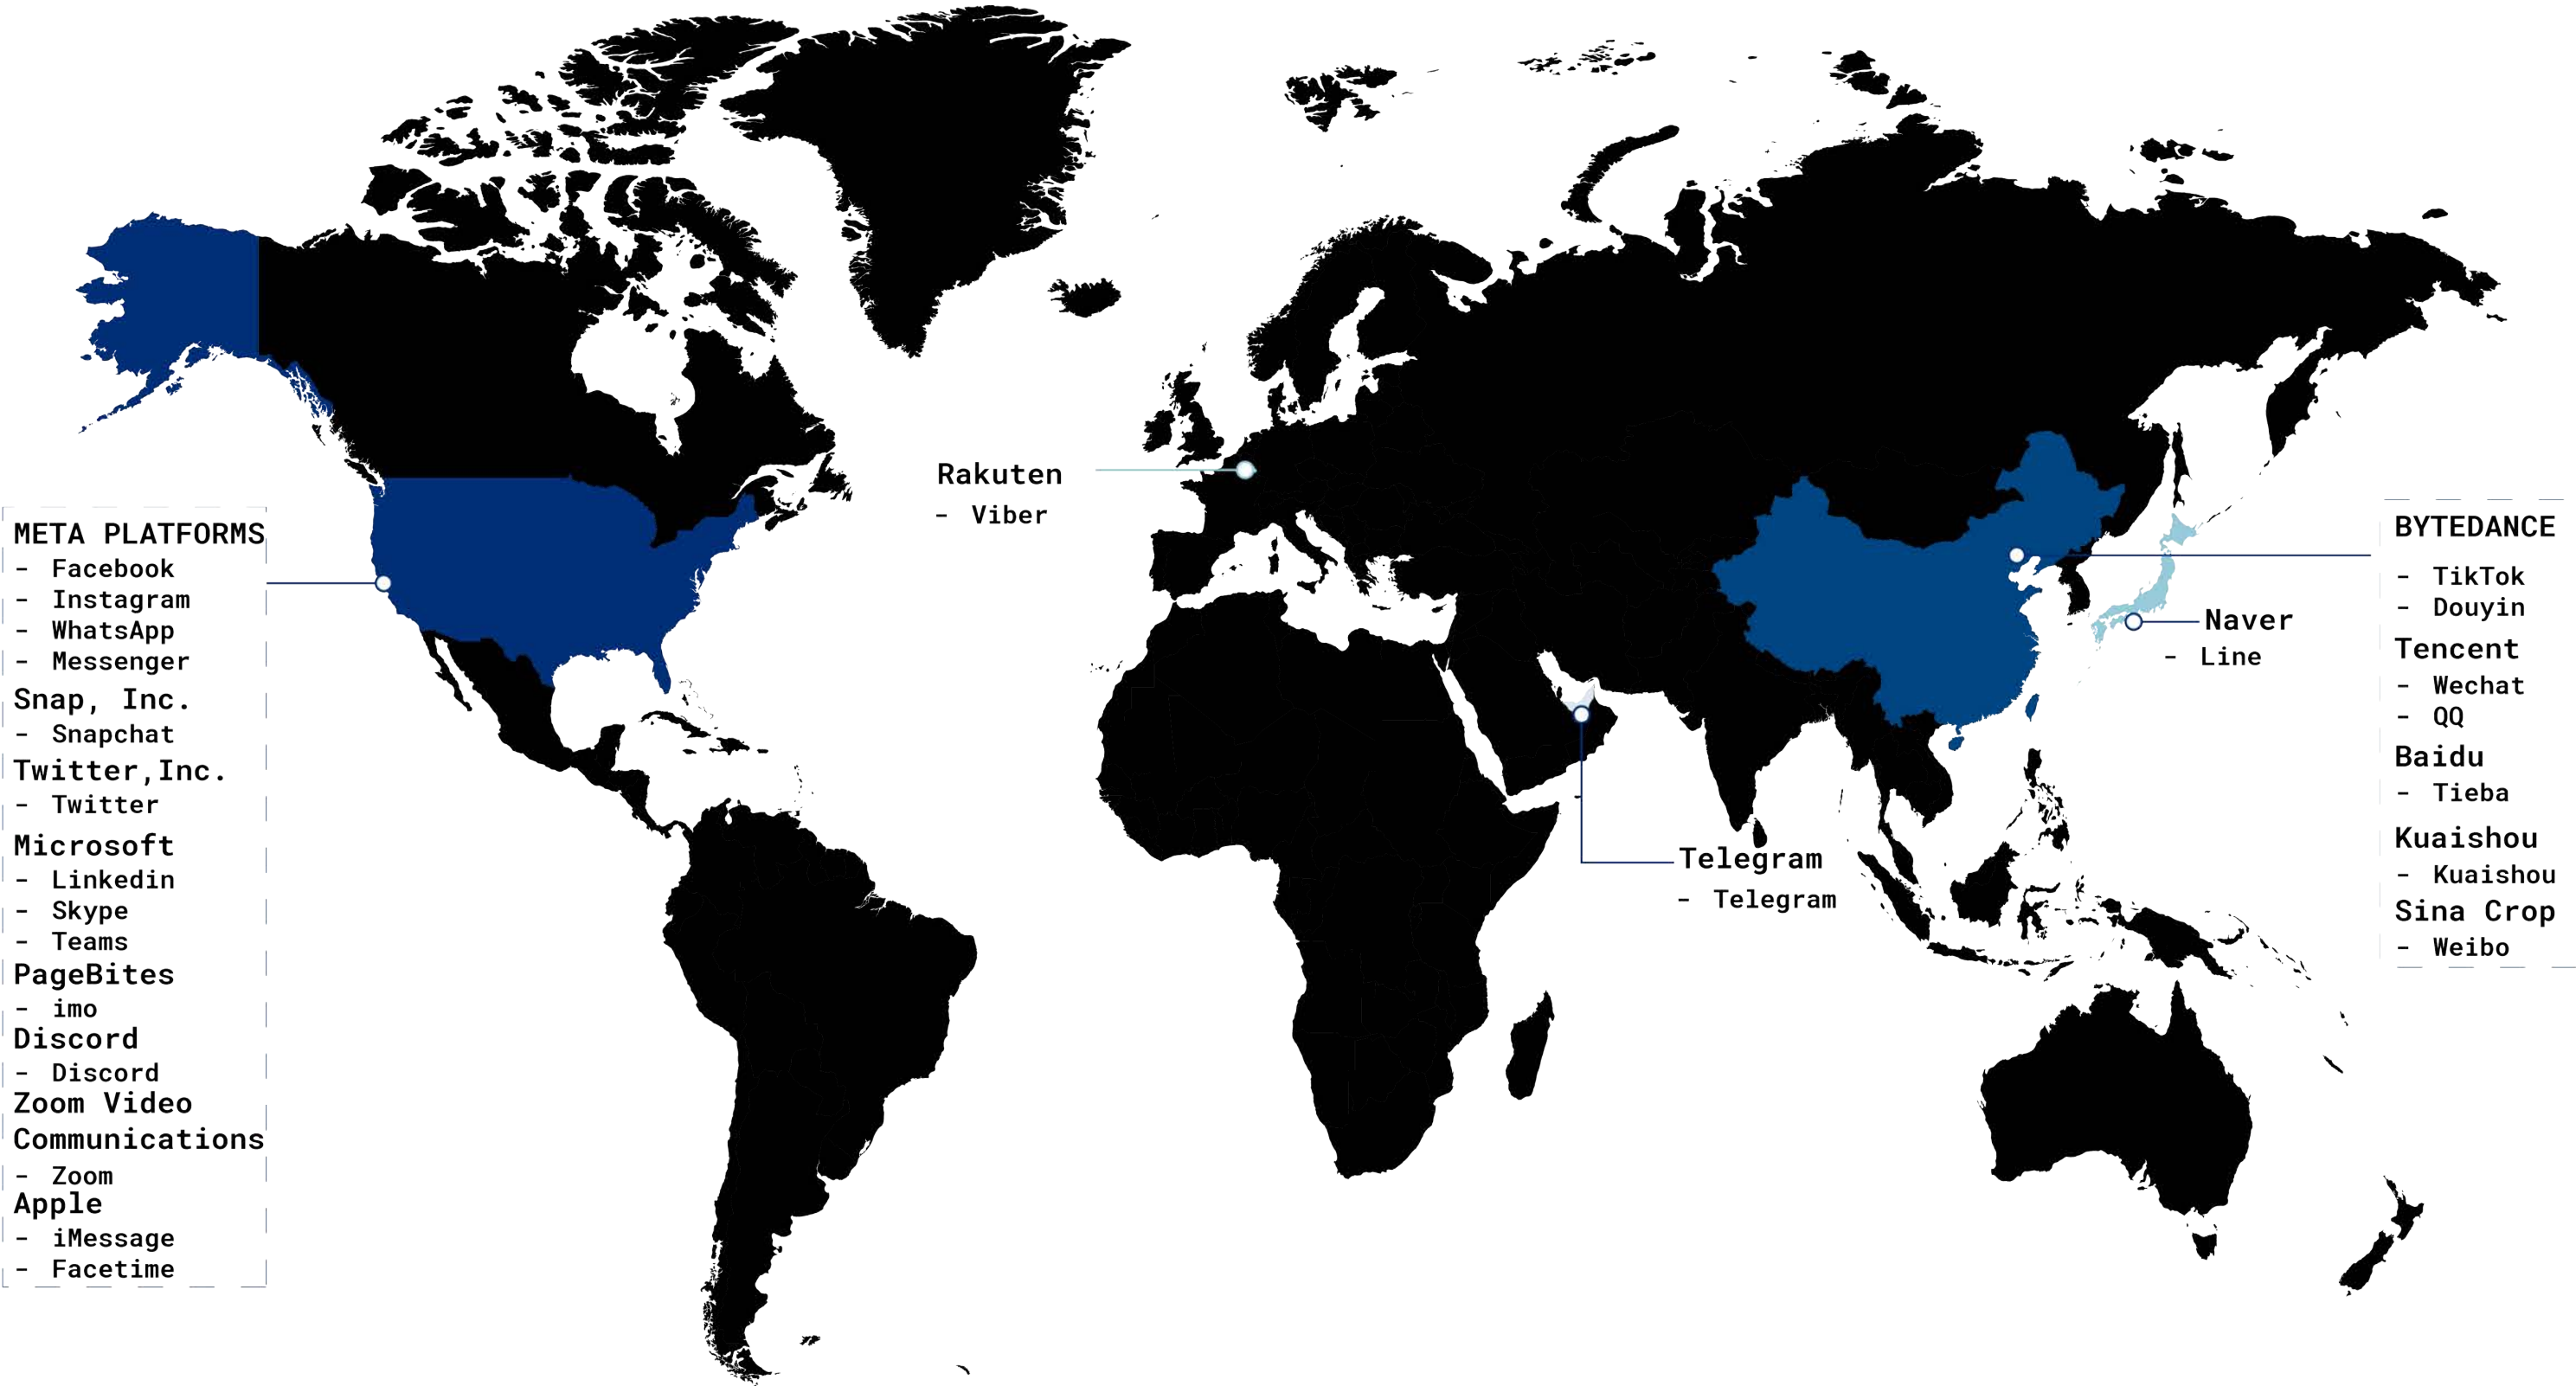 META PLATFORMS
- Facebook
- Instagram
- WhatsApp
- Messenger
Snap, Inc.
- Snapchat
Twitter,Inc.
- Twitter
Microsoft
- Linkedin
- Skype
- Teams
PageBites
- imo
Discord
- Discord
Zoom Video
Communications
- Zoom
Apple
- iMessage
- Facetime
Rakuten
- Viber
Telegram
- Telegram
Naver
- Line
BYTEDANCE
- TikTok
- Douyin
Tencent
- Wechat
- QQ
Baidu
- Tieba
Kuaishou
- Kuaishou
Sina Crop
- Weibo